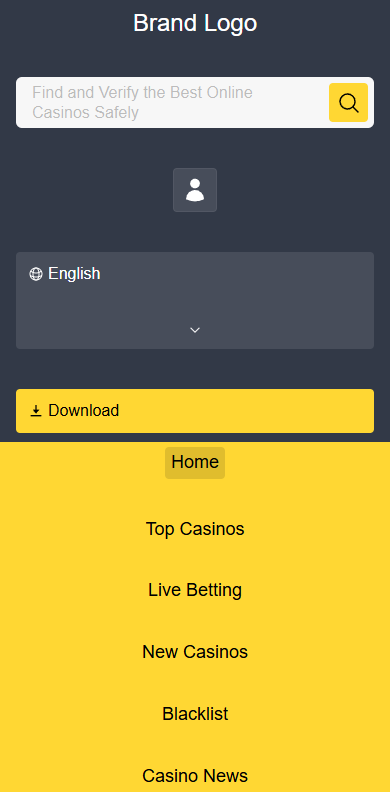 Brand Logo
Find and Verify the Best Online
Casinos Safely
English
Download
Home
Top Casinos
Live Betting
New Casinos
Blacklist
Casino News